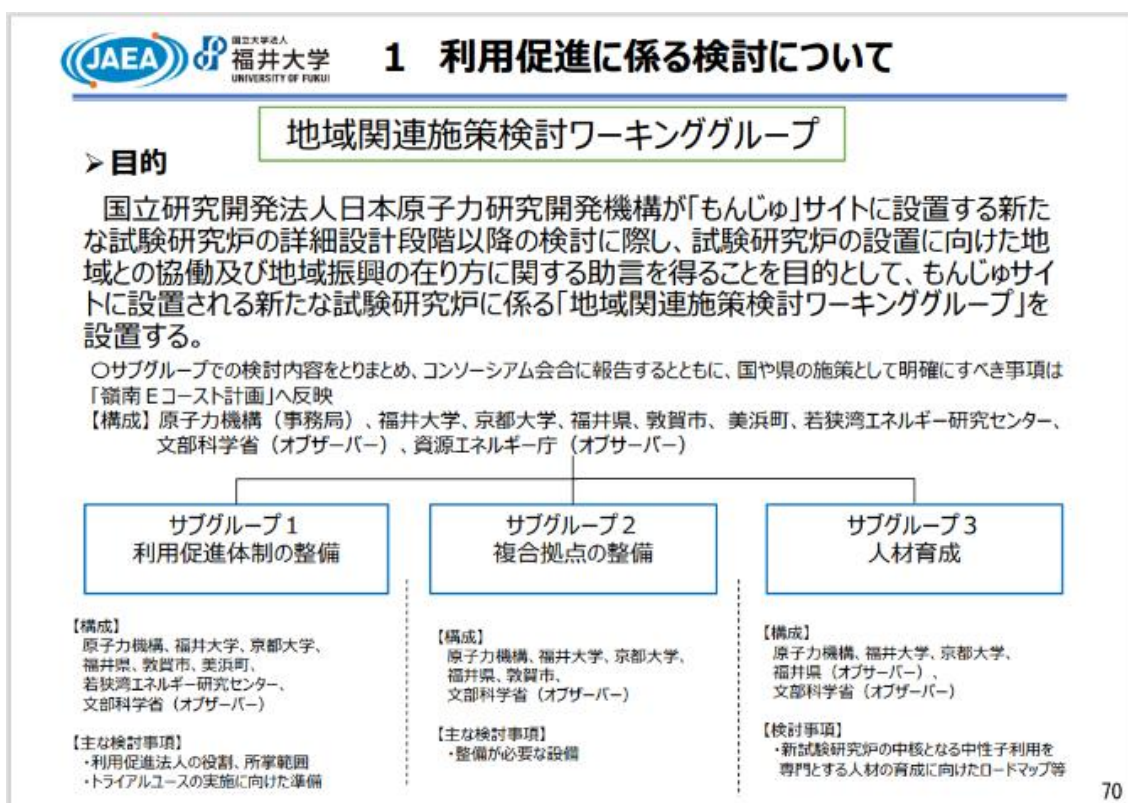 JAEA
国立大学法人
福井大学
UNIVERSITY OF FUKUI
1 利用促進に係る検討について
地域関連施策検討ワーキンググループ
➢目的
国立研究開発法人日本原子力研究開発機構が「もんじゅ」サイトに設置する新た
な試験研究炉の詳細設計段階以降の検討に際し、試験研究炉の設置に向けた地
域との協働及び地域振興の在り方に関する助言を得ることを目的として、もんじゅサイ
トに設置される新たな試験研究炉に係る「地域関連施策検討ワーキンググループ」を
設置する。
○サブグループでの検討内容をとりまとめ、コンソーシアム会合に報告するとともに、国や県の施策として明確にすべき事項は
「嶺南Eコースト計画」へ反映
【構成】原子力機構（事務局）、福井大学、京都大学、福井県、敦賀市、美浜町、若狭湾エネルギー研究センター、
文部科学省（オブザーバー）、資源エネルギー庁（オブサーバー）
サブグループ1
利用促進体制の整備
【構成】
原子力機構、福井大学、京都大学、
福井県、敦賀市、美浜町、
若狭湾エネルギー研究センター、
文部科学省（オブザーバー）
【主な検討事項】
・利用促進法人の役割、所掌範囲
・トライアルユースの実施に向けた準備
サブグループ2
複合拠点の整備
【構成】
原子力機構、福井大学、京都大学、
福井県、敦賀市、
文部科学省（オブザーバー）
【主な検討事項】
・整備が必要な設備
サブグループ3
人材育成
【構成】
原子力機構、福井大学、京都大学、
福井県（オブサーバー）、
文部科学省（オブザーバー）
【検討事項】
・新試験研究炉の中核となる中性子利用を
専門とする人材の育成に向けたロードマップ等
70